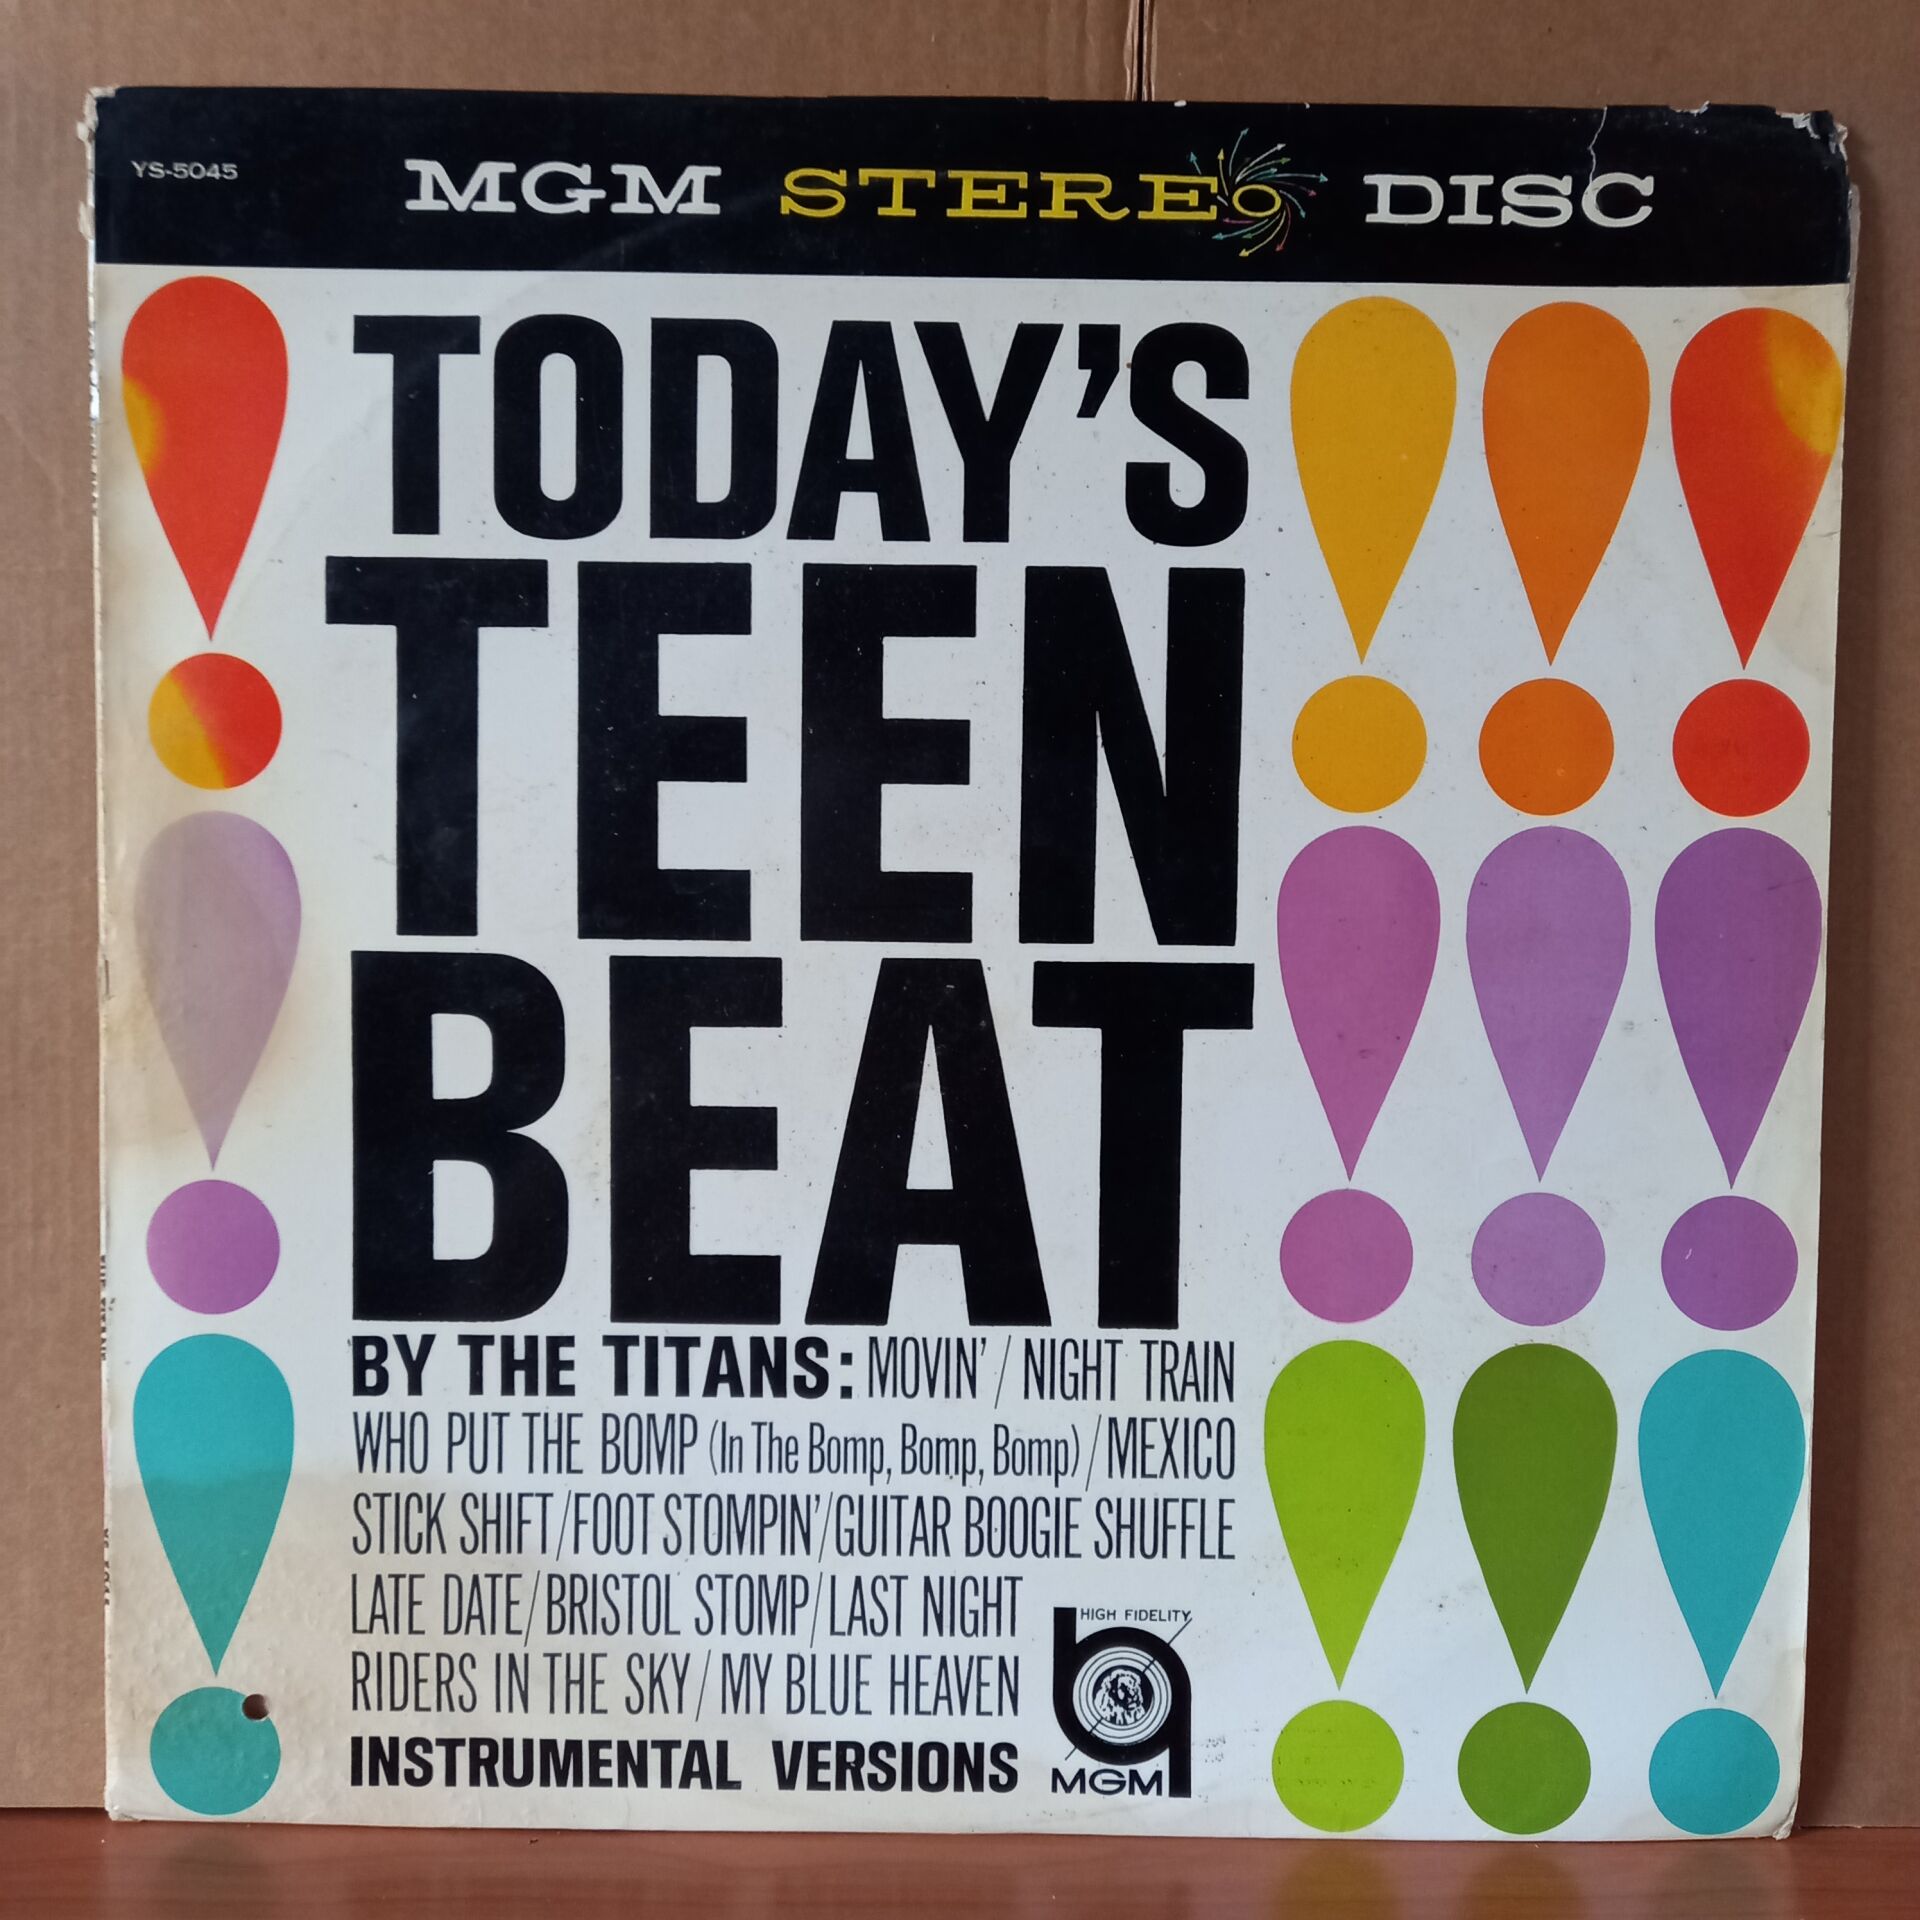 YS-5045
MGM STEREO DISC
TODAY'S
TEEN
BEAT
BY THE TITANS: MOVIN' / NIGHT TRAIN
WHO PUT THE BOMP (In The Bomp, Bomp, Bomp) / MEXICO
STICK SHIFT / FOOT STOMPIN' / GUITAR BOOGIE SHUFFLE
LATE DATE / BRISTOL STOMP / LAST NIGHT
RIDERS IN THE SKY / MY BLUE HEAVEN
INSTRUMENTAL VERSIONS
HIGH FIDELITY
MGM